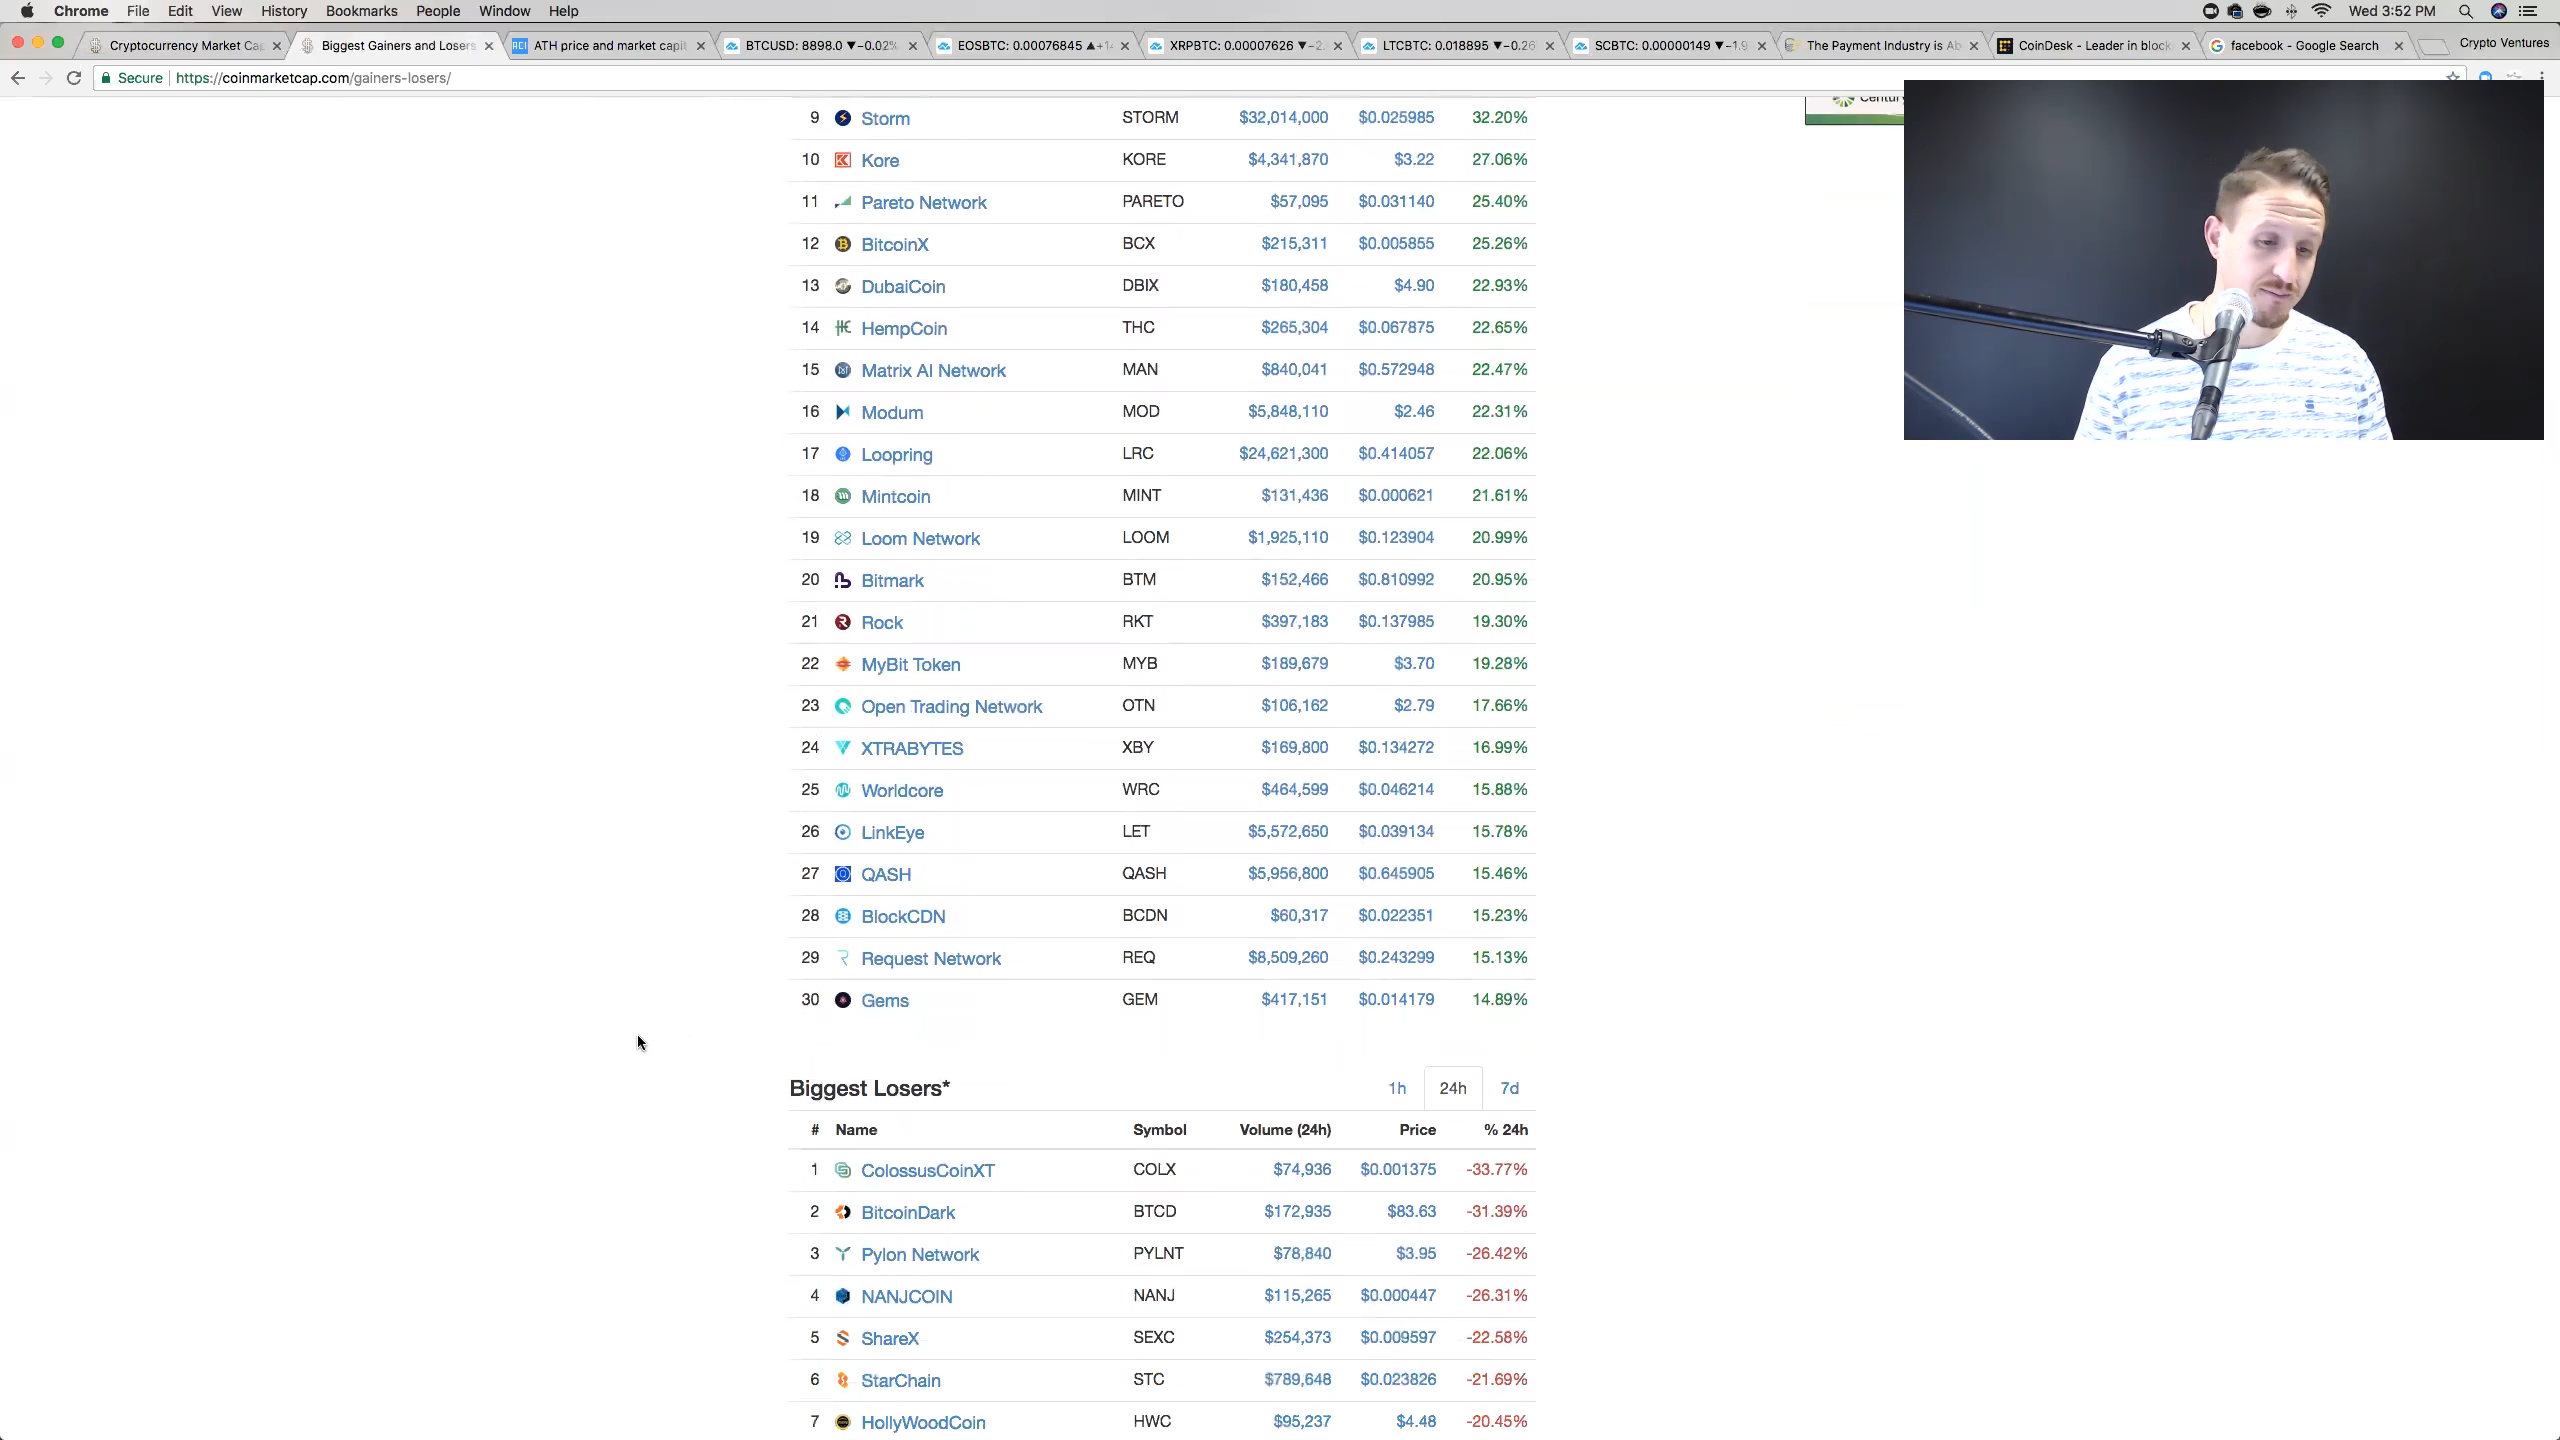 Chrome File Edit View History Bookmarks People Window Help Wed 3:52 PM
Cryptocurrency Market Ca Biggest Gainers and Losers ATH price and market capit BTCUSD: 8898.0 ▼−0.02% EOSBTC: 0.00076845 ▲+1 XRPBTC: 0.00007626 ▼−2. LTCBTC: 0.018895 ▼−0.26 SCBTC: 0.00000149 ▼−1.9 The Payment Industry is Ab CoinDesk - Leader in block facebook - Google Search Crypto Ventures
Secure https://coinmarketcap.com/gainers-losers/
9 Storm STORM $32,014,000 $0.025985 32.20%
10 Kore KORE $4,341,870 $3.22 27.06%
11 Pareto Network PARETO $57,095 $0.031140 25.40%
12 BitcoinX BCX $215,311 $0.005855 25.26%
13 DubaiCoin DBIX $180,458 $4.90 22.93%
14 HempCoin THC $265,304 $0.067875 22.65%
15 Matrix AI Network MAN $840,041 $0.572948 22.47%
16 Modum MOD $5,848,110 $2.46 22.31%
17 Loopring LRC $24,621,300 $0.414057 22.06%
18 Mintcoin MINT $131,436 $0.000621 21.61%
19 Loom Network LOOM $1,925,110 $0.123904 20.99%
20 Bitmark BTM $152,466 $0.810992 20.95%
21 Rock RKT $397,183 $0.137985 19.30%
22 MyBit Token MYB $189,679 $3.70 19.28%
23 Open Trading Network OTN $106,162 $2.79 17.66%
24 XTRABYTES XBY $169,800 $0.134272 16.99%
25 Worldcore WRC $464,599 $0.046214 15.88%
26 LinkEye LET $5,572,650 $0.039134 15.78%
27 QASH QASH $5,956,800 $0.645905 15.46%
28 BlockCDN BCDN $60,317 $0.022351 15.23%
29 Request Network REQ $8,509,260 $0.243299 15.13%
30 Gems GEM $417,151 $0.014179 14.89%
Biggest Losers* 1h 24h 7d
# Name Symbol Volume (24h) Price % 24h
1 ColossusCoinXT COLX $74,936 $0.001375 -33.77%
2 BitcoinDark BTCD $172,935 $83.63 -31.39%
3 Pylon Network PYLNT $78,840 $3.95 -26.42%
4 NANJCOIN NANJ $115,265 $0.000447 -26.31%
5 ShareX SEXC $254,373 $0.009597 -22.58%
6 StarChain STC $789,648 $0.023826 -21.69%
7 HollyWoodCoin HWC $95,237 $4.48 -20.45%